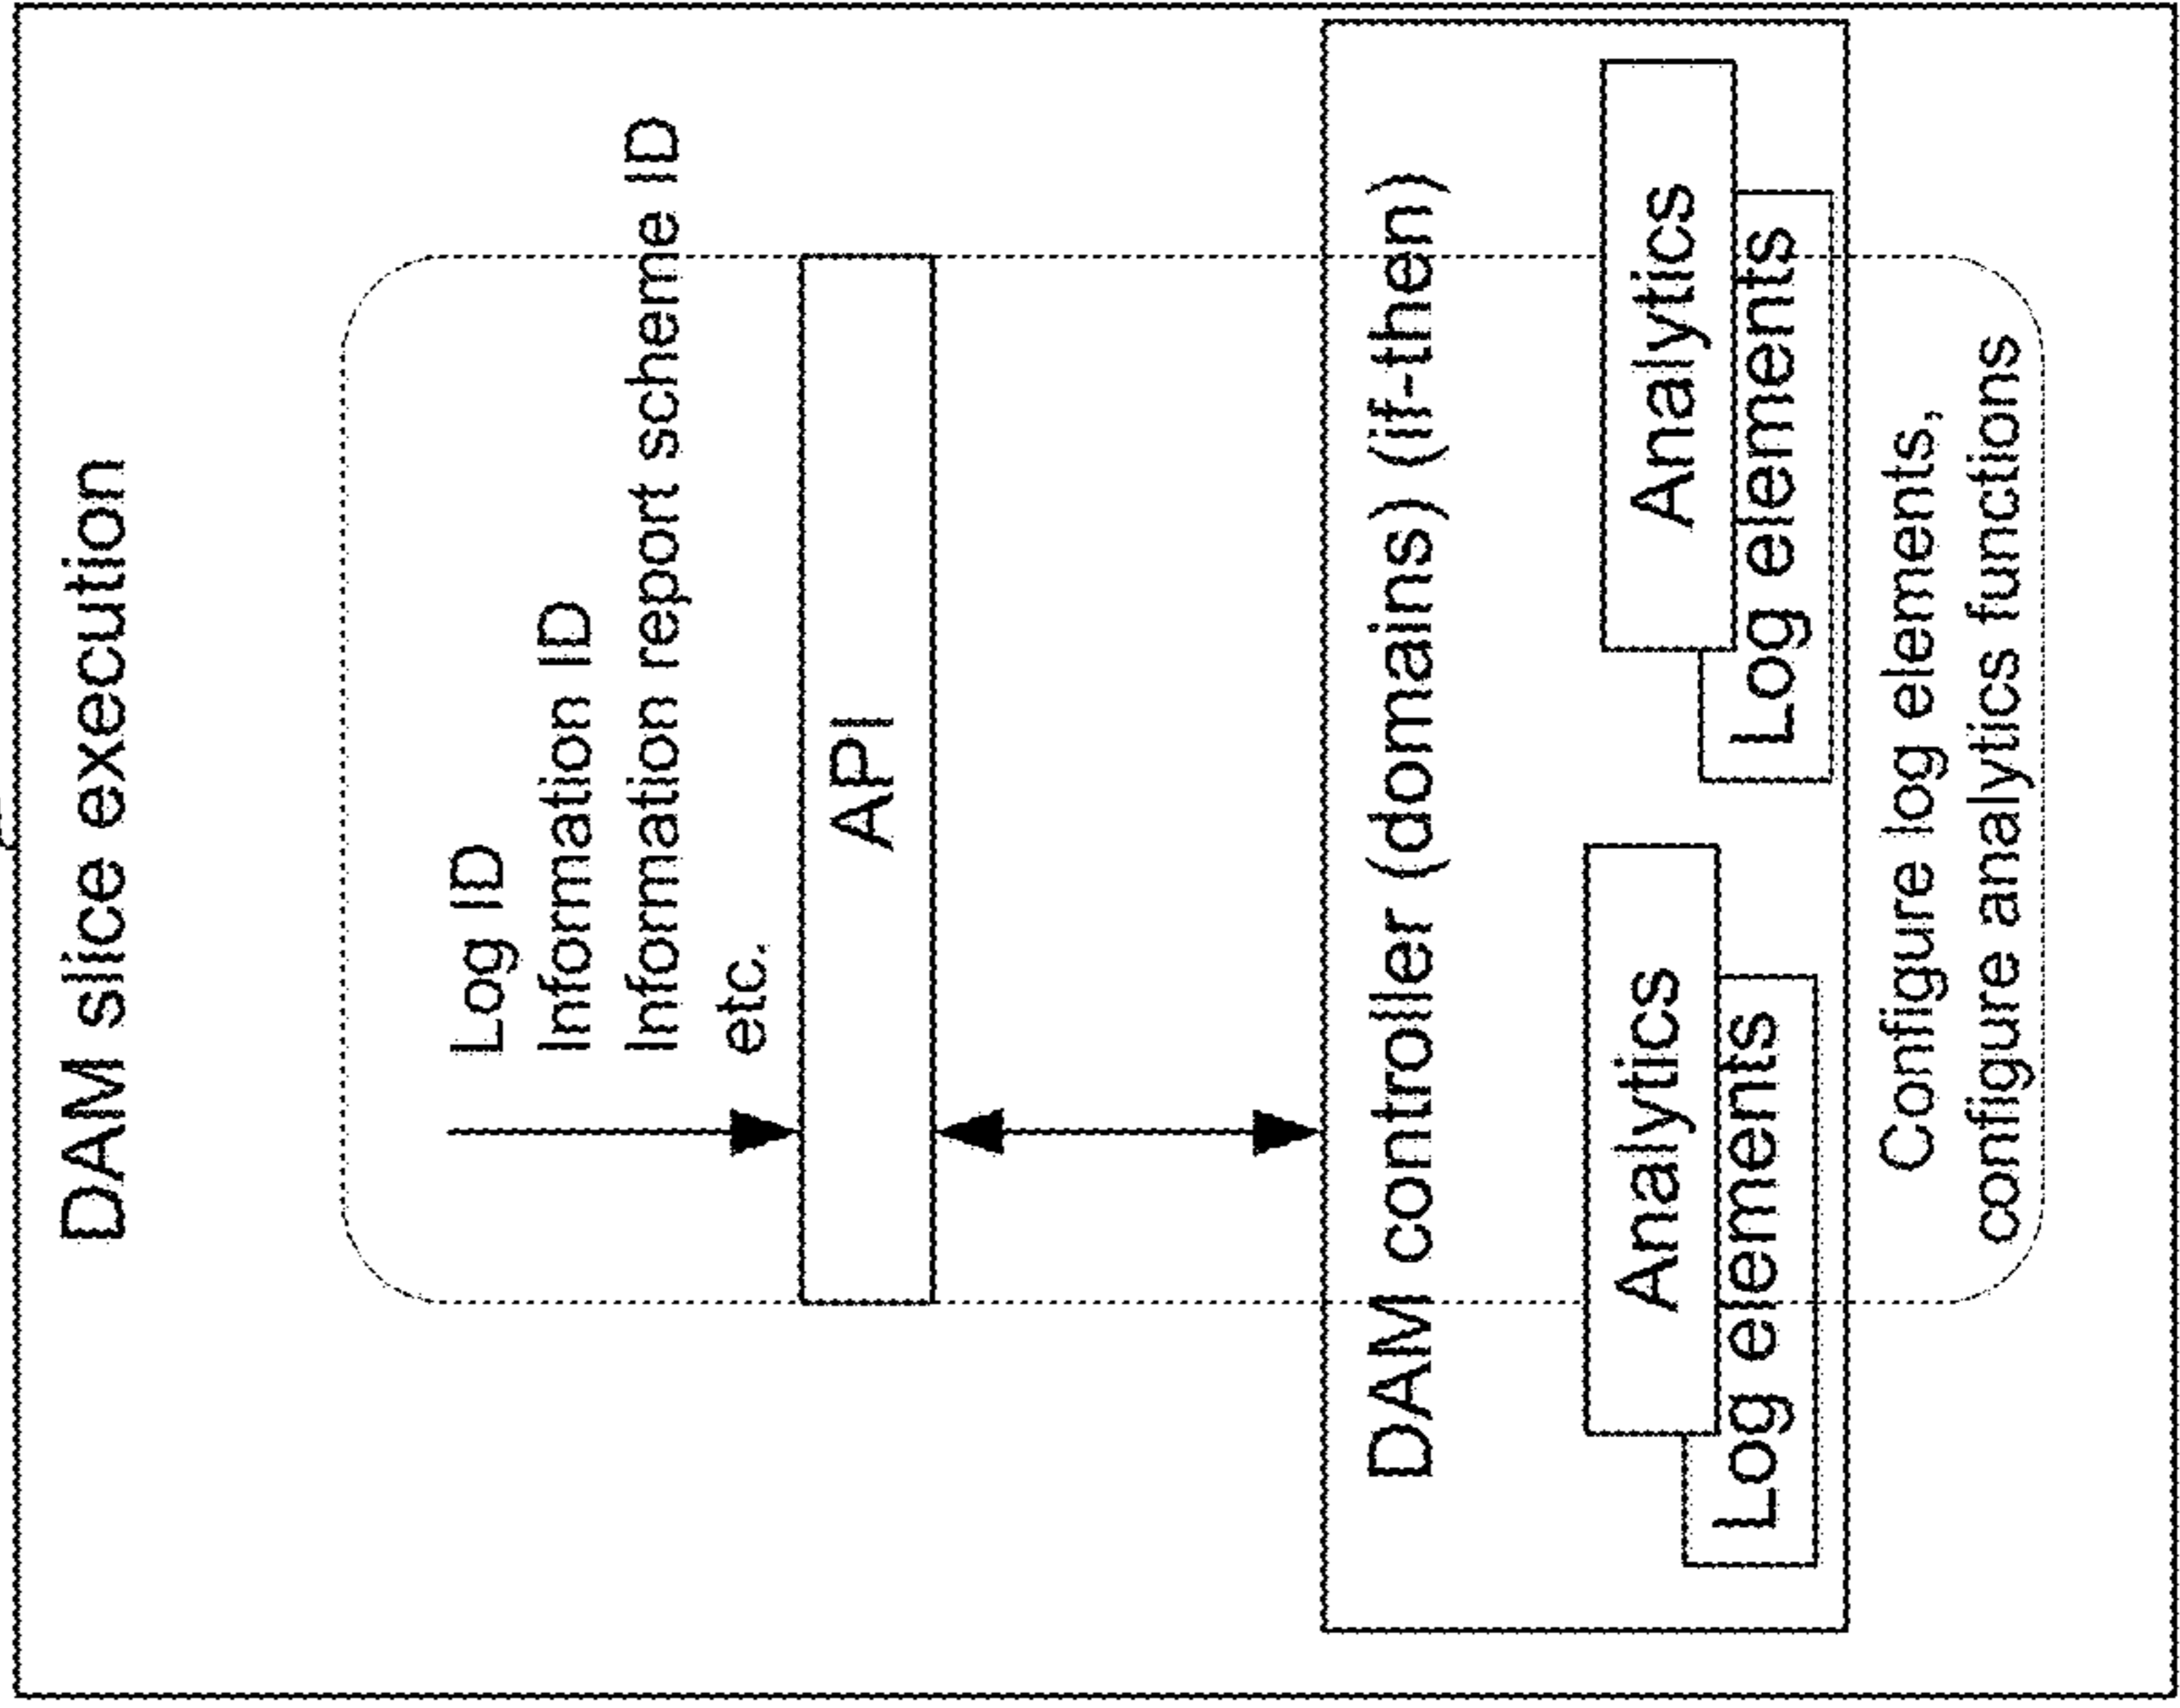 DAM slice execution
Log ID
Information ID
Information report scheme ID
etc.
API
DAM controller (domains) (if-then)
Analytics
Log elements
Analytics
Log elements
Configure log elements,
configure analytics functions